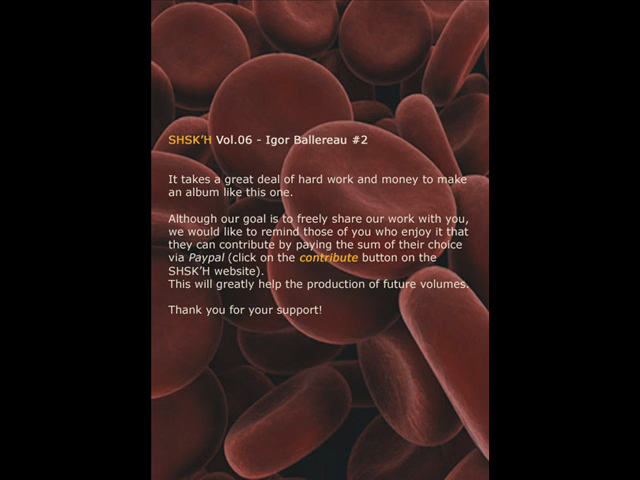 SHSK'H Vol.06 - Igor Ballereau #2
It takes a great deal of hard work and money to make
an album like this one.
Although our goal is to freely share our work with you,
we would like to remind those of you who enjoy it that
they can contribute by paying the sum of their choice
via Paypal (click on the contribute button on the
SHSK'H website).
This will greatly help the production of future volumes.
Thank you for your support!